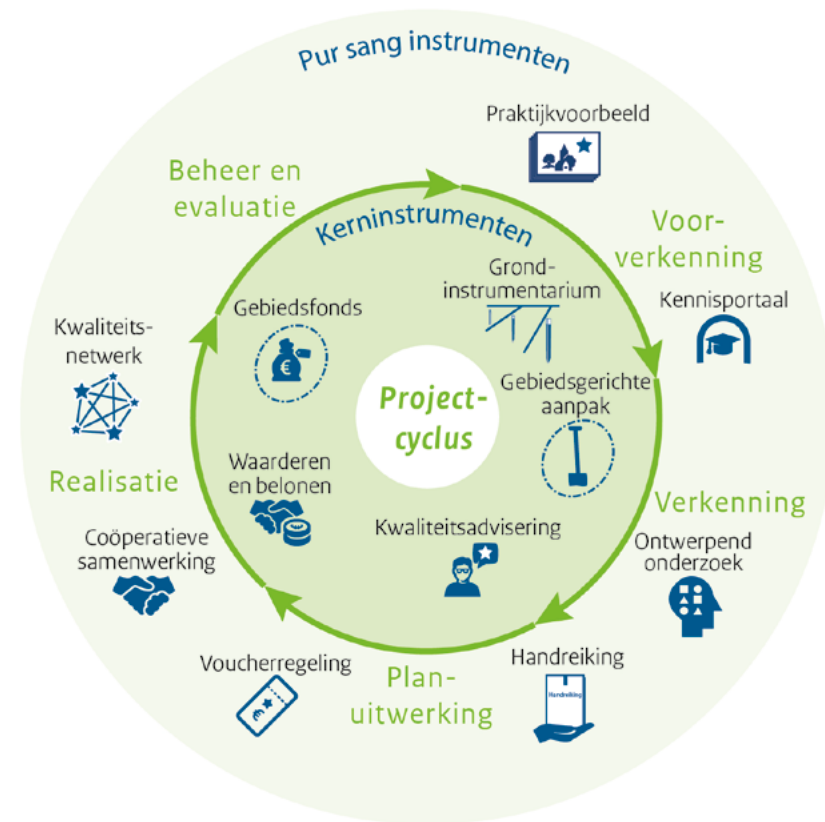 Pur sang instrumenten
Praktijkvoorbeeld
Beheer en
evaluatie
Voor-
verkenning
Kerninstrumenten
Grond-
instrumentarium
Kennisportaal
Gebiedsfonds
Kwaliteits-
netwerk
Gebiedsgerichte
aanpak
Project-
cyclus
Waarderen
en belonen
Realisatie
Verkenning
Kwaliteitsadvisering
Coöperatieve
samenwerking
Ontwerpend
onderzoek
Voucherregeling
Handreiking
Plan-
uitwerking
Handreiking
€
€